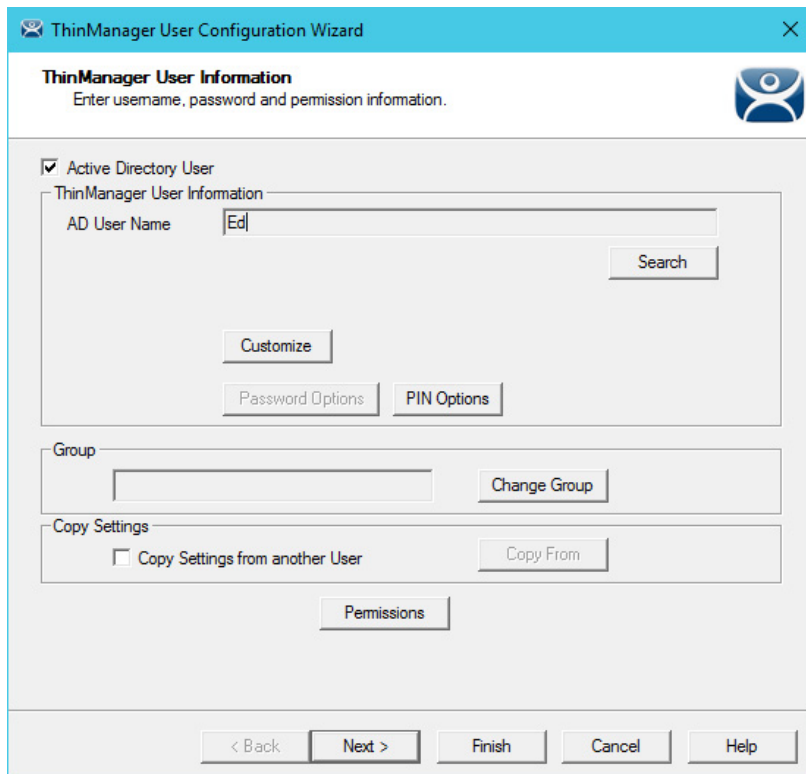 ThinManager User Configuration Wizard
ThinManager User Information
Enter username, password and permission information.
Active Directory User
ThinManager User Information
AD User Name
Ed
Search
Customize
Password Options
PIN Options
Group
Change Group
Copy Settings
Copy Settings from another User
Copy From
Permissions
< Back
Next >
Finish
Cancel
Help